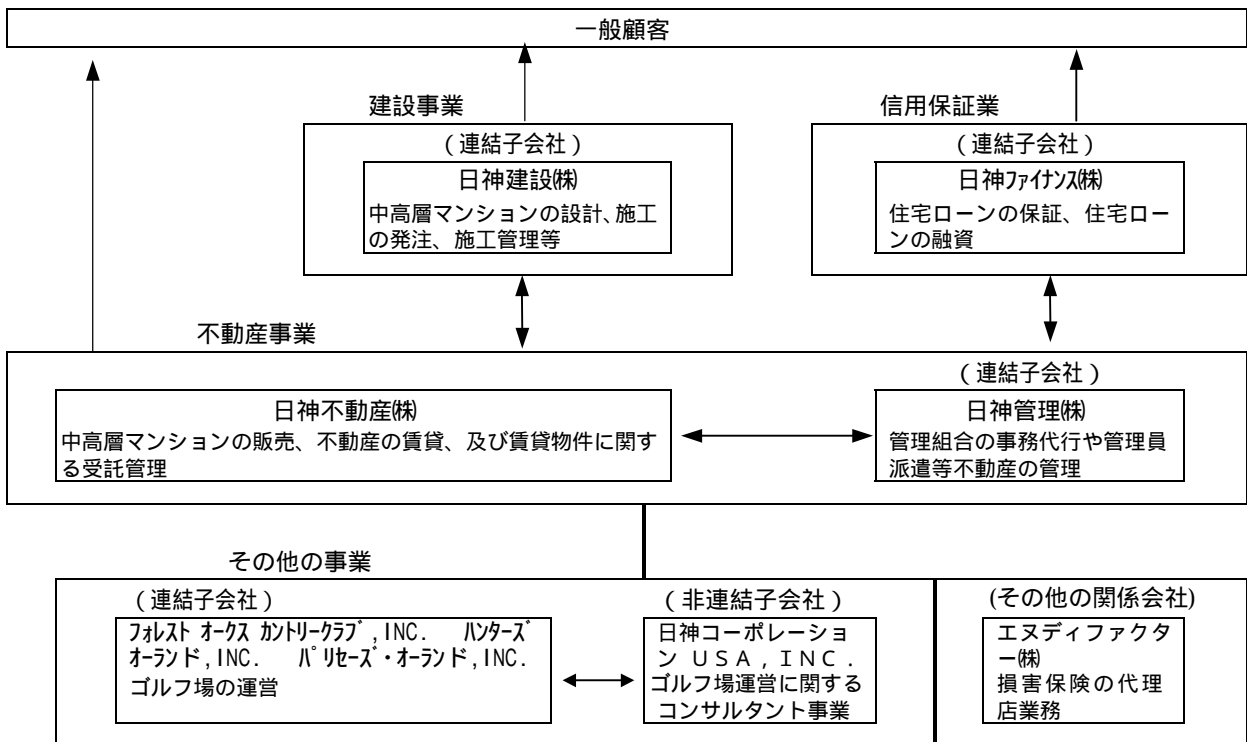 一般顧客
建設事業
信用保証業
（連結子会社）
日神建設㈱
中高層マンションの設計、施工
の発注、施工管理等
（連結子会社）
日神ﾌｧｲﾅﾝｽ㈱
住宅ローンの保証、住宅ロー
ンの融資
不動産事業
日神不動産㈱
中高層マンションの販売、不動産の賃貸、及び賃貸物件に関す
る受託管理
（連結子会社）
日神管理㈱
管理組合の事務代行や管理員
派遣等不動産の管理
その他の事業
（連結子会社）
ﾌｫﾚｽﾄ ｵｰｸｽ ｶﾝﾄﾘｰｸﾗﾌﾞ,INC. ﾊﾝﾀｰｽﾞ
ｵｰﾗﾝﾄﾞ,INC. ﾊﾟﾘｾｰｽﾞ・ｵｰﾗﾝﾄﾞ,INC.
ゴルフ場の運営
（非連結子会社）
日神コーポレーショ
ン ＵＳＡ，ＩＮＣ．
ゴルフ場運営に関する
コンサルタント事業
(その他の関係会社)
エヌディファクタ
ー㈱
損害保険の代理
店業務